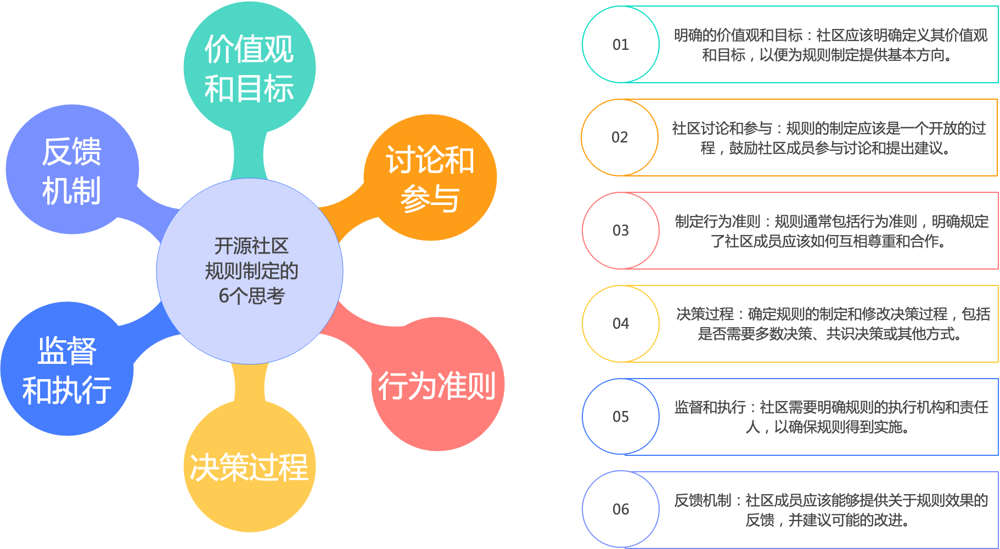 价值观
和目标
讨论和
参与
行为准则
决策过程
监督
和执行
反馈
机制
开源社区
规则制定的
6个思考
01
明确的价值观和目标：社区应该明确定义其价值观
和目标，以便为规则制定提供基本方向。
02
社区讨论和参与：规则的制定应该是一个开放的过
程，鼓励社区成员参与讨论和提出建议。
03
制定行为准则：规则通常包括行为准则，明确规定
了社区成员应该如何互相尊重和合作。
04
决策过程：确定规则的制定和修改决策过程，包括
是否需要多数决策、共识决策或其他方式。
05
监督和执行：社区需要明确规则的执行机构和责任
人，以确保规则得到实施。
06
反馈机制：社区成员应该能够提供关于规则效果的
反馈，并建议可能的改进。